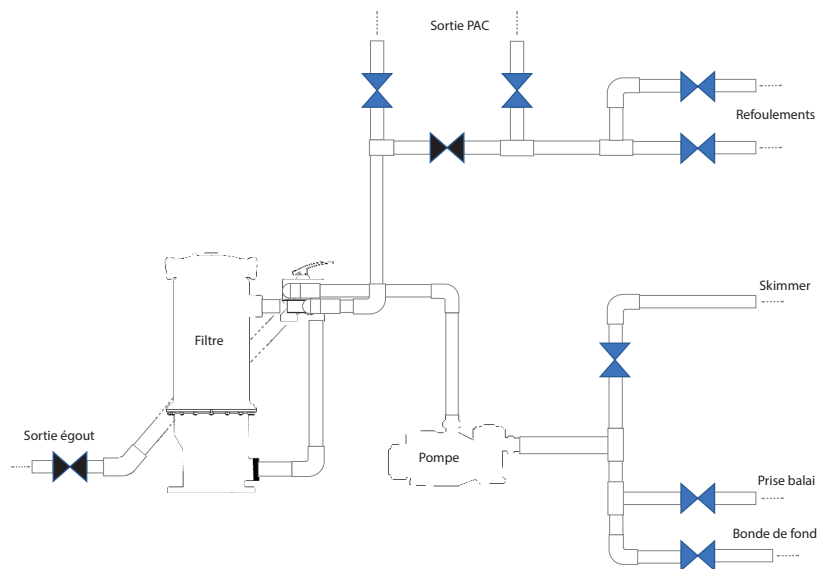 Sortie PAC
Refoulements
Skimmer
Filtre
Sortie égout
Pompe
Prise balai
Bonde de fond